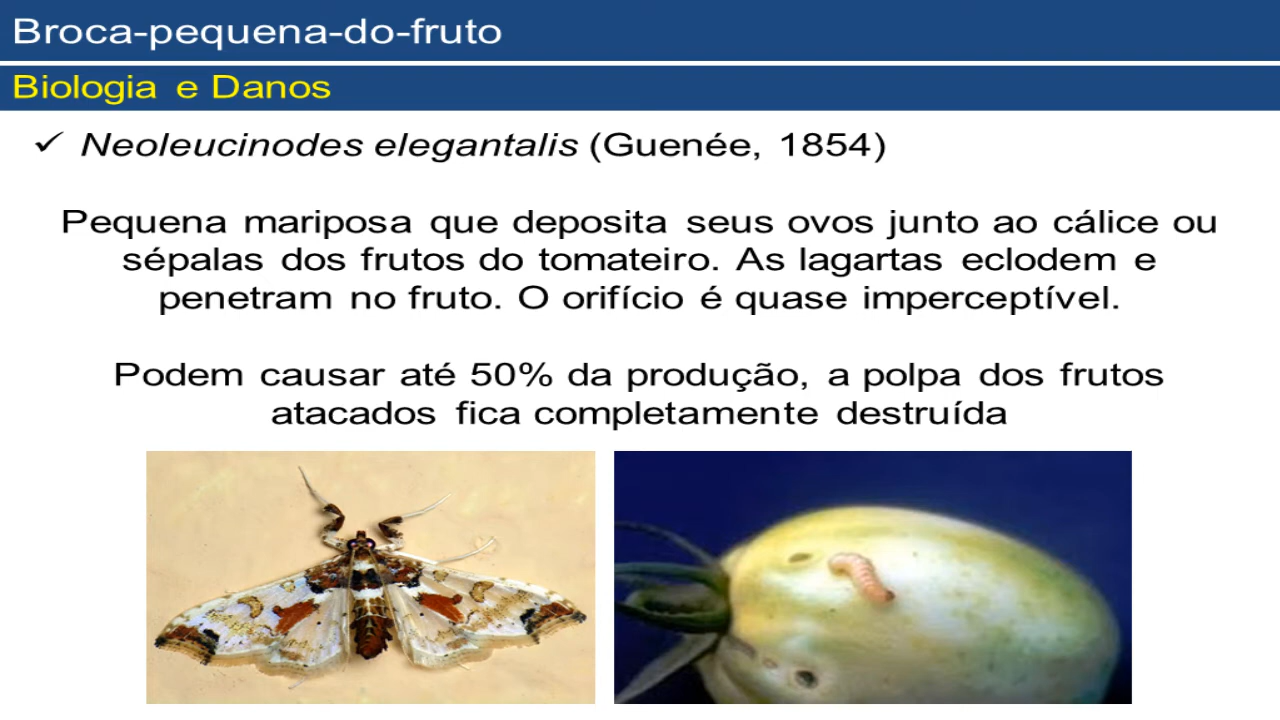 Broca-pequena-do-fruto
Biologia e Danos
✓ Neoleucinodes elegantalis (Guenée, 1854)
Pequena mariposa que deposita seus ovos junto ao cálice ou
sépalas dos frutos do tomateiro. As lagartas eclodem e
penetram no fruto. O orifício é quase imperceptível.
Podem causar até 50% da produção, a polpa dos frutos
atacados fica completamente destruída